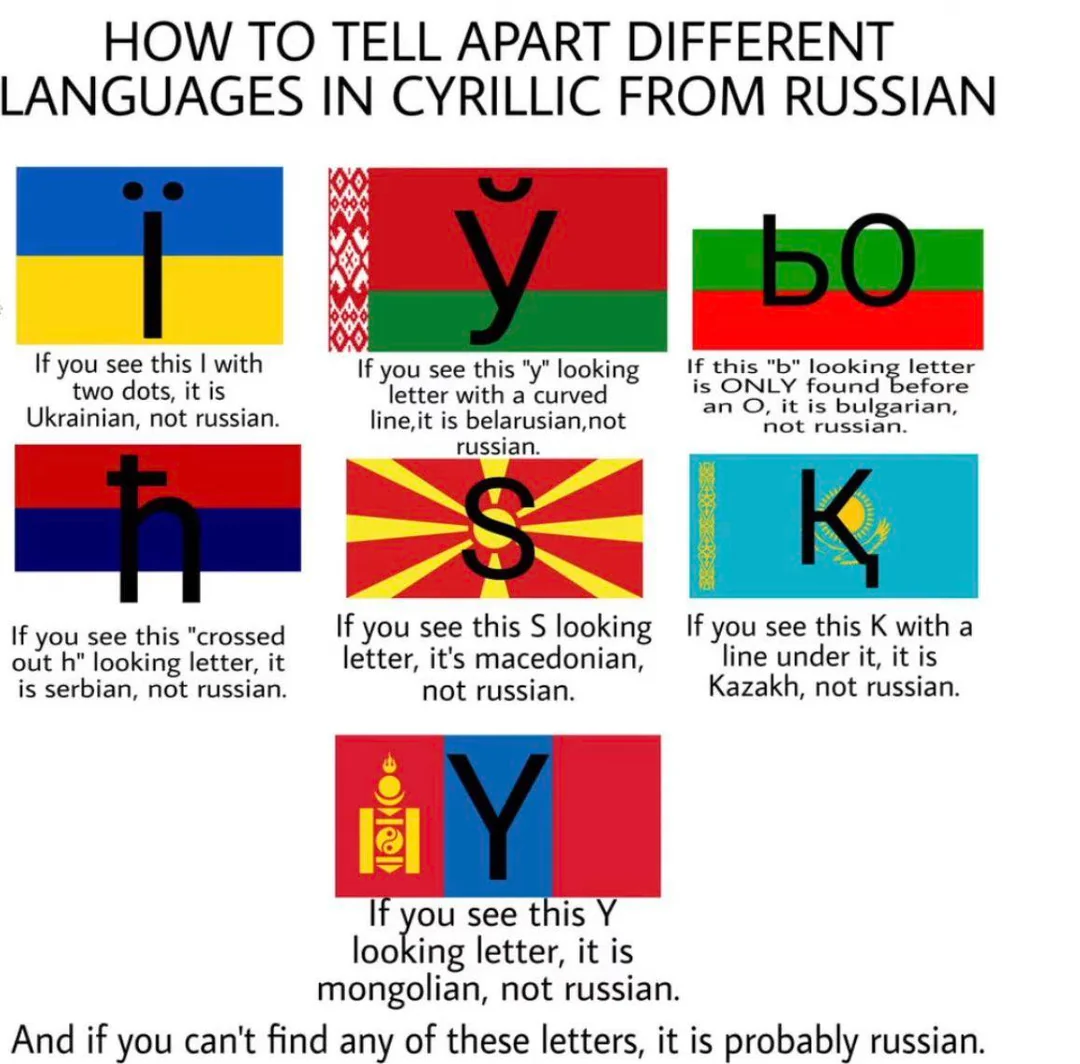 HOW TO TELL APART DIFFERENT
LANGUAGES IN CYRILLIC FROM RUSSIAN
ї
ў
ьо
If you see this I with
two dots, it is
Ukrainian, not russian.
If you see this "y" looking
letter with a curved
line,it is belarusian,not
russian.
If this "b" looking letter
is ONLY found before
an O, it is bulgarian,
not russian.
ћ
Ѕ
Қ
If you see this "crossed
out h" looking letter, it
is serbian, not russian.
If you see this S looking
letter, it's macedonian,
not russian.
If you see this K with a
line under it, it is
Kazakh, not russian.
Ү
If you see this Y
looking letter, it is
mongolian, not russian.
And if you can't find any of these letters, it is probably russian.